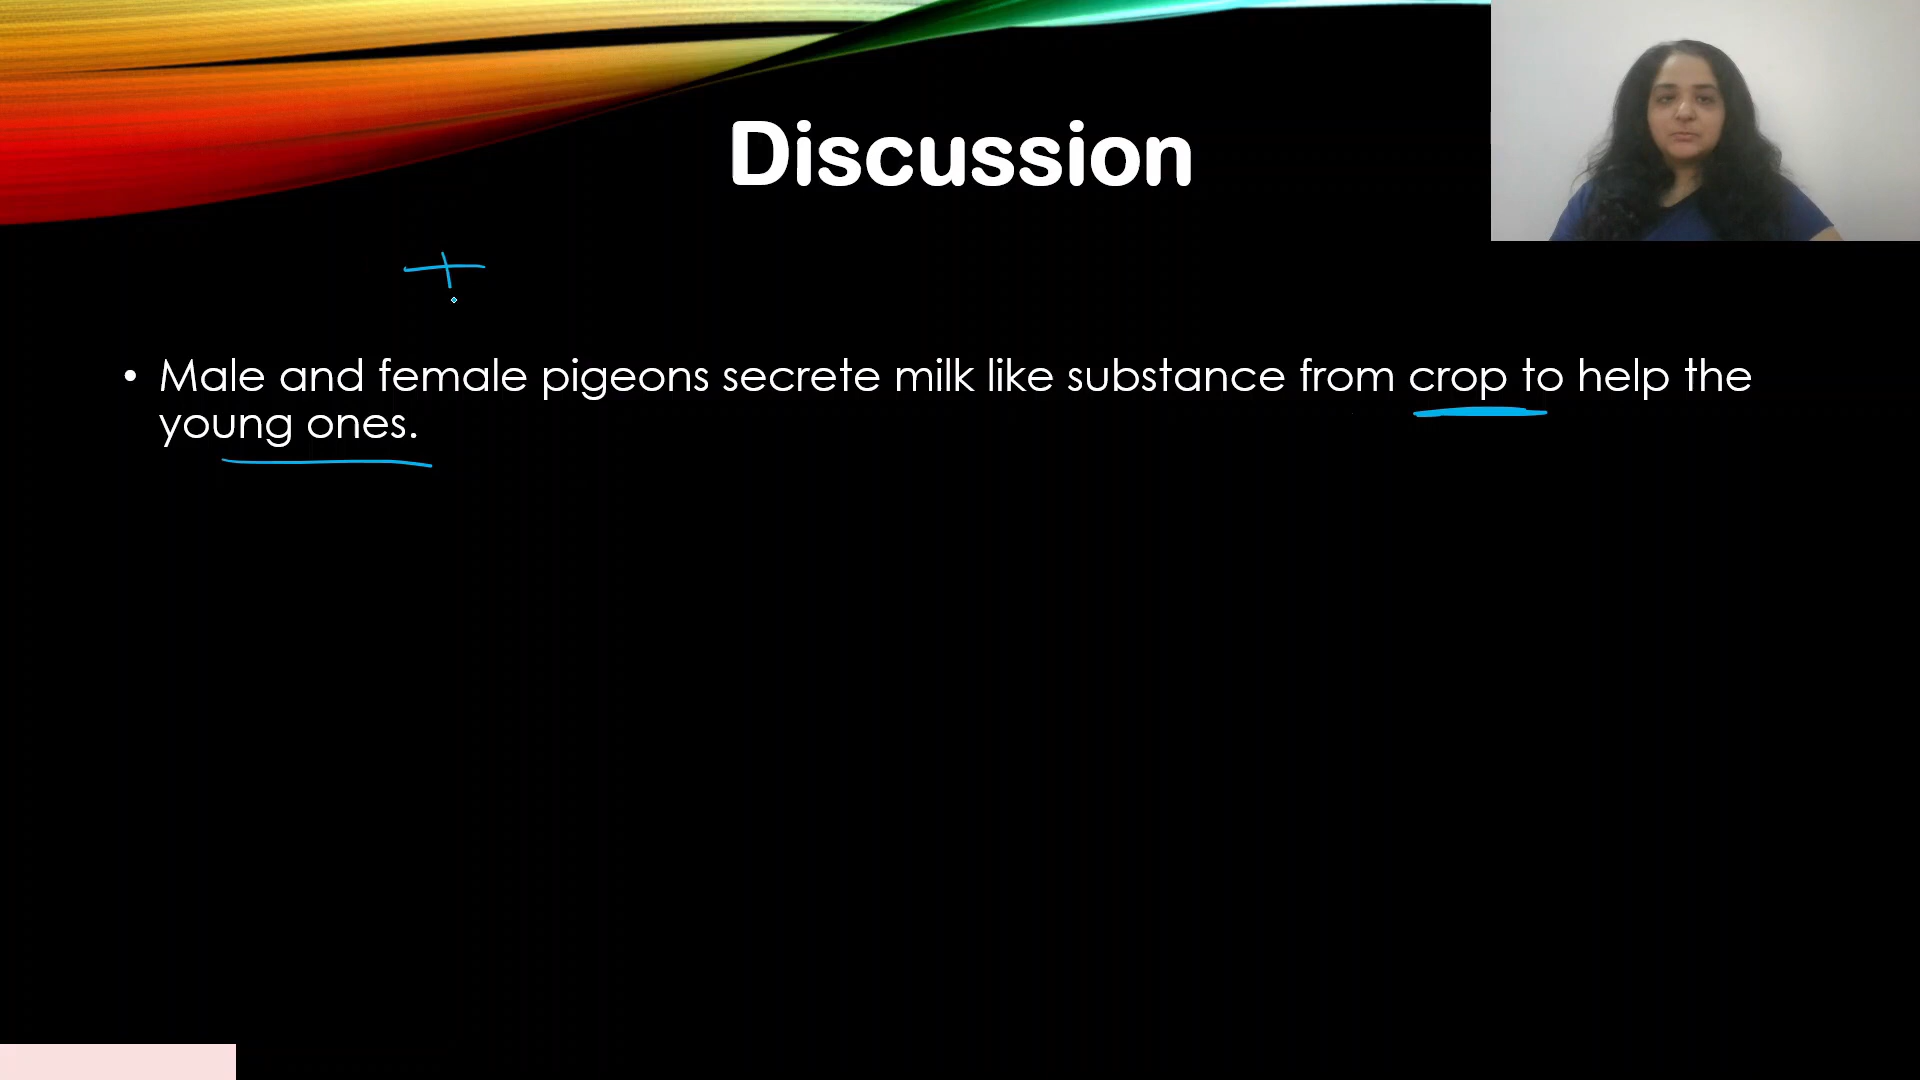 Discussion
• Male and female pigeons secrete milk like substance from crop to help the
young ones.